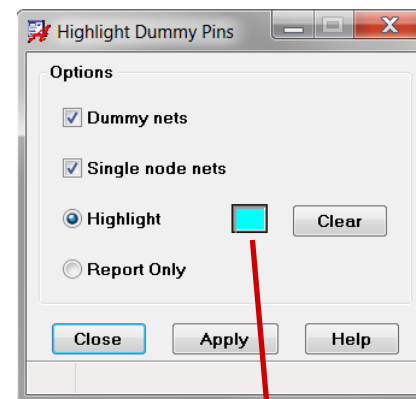 Highlight Dummy Pins
Options
Dummy nets
Single node nets
Highlight
Clear
Report Only
Close Apply Help